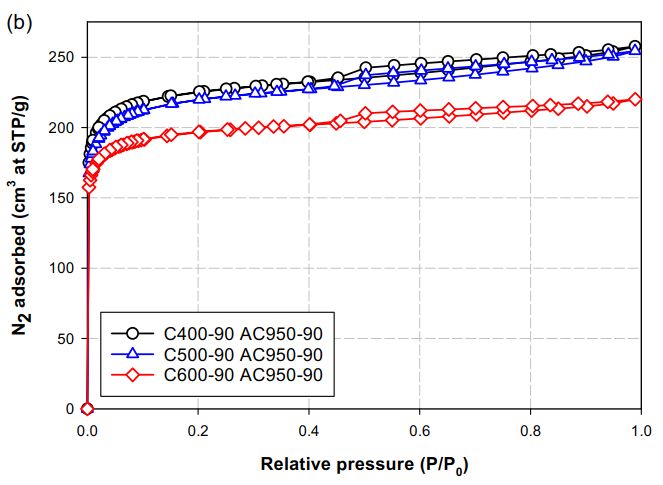 (b)
N2 adsorbed (cm3 at STP/g)
250
200
150
100
50
0
C400-90 AC950-90
C500-90 AC950-90
C600-90 AC950-90
0.0 0.2 0.4 0.6 0.8 1.0
Relative pressure (P/P0)